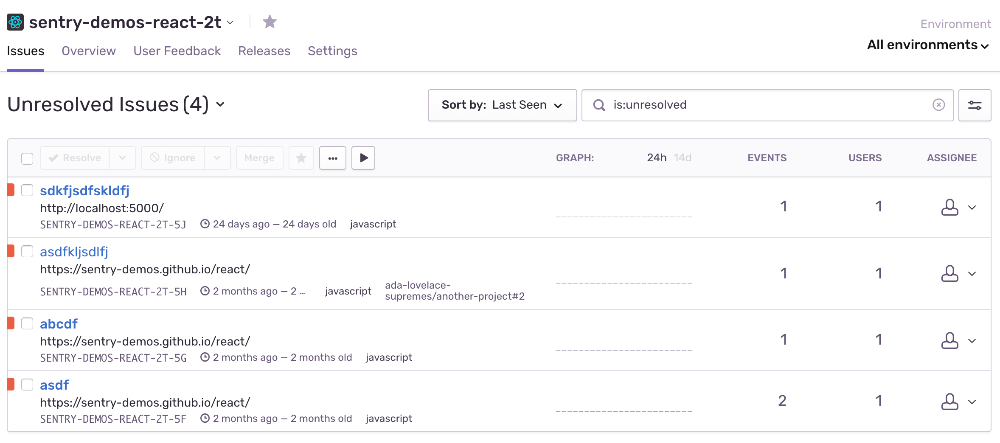 sentry-demos-react-2t
Environment
All environments
Issues Overview User Feedback Releases Settings
Unresolved Issues (4)
Sort by: Last Seen
is:unresolved
Resolve Ignore Merge GRAPH: 24h 14d EVENTS USERS ASSIGNEE
sdkfjsdfskldfj
http://localhost:5000/
SENTRY-DEMOS-REACT-2T-5J 24 days ago — 24 days old javascript
1 1
asdfkljsdlfj
https://sentry-demos.github.io/react/
SENTRY-DEMOS-REACT-2T-5H 2 months ago — 2 ... javascript ada-lovelace-
supremes/another-project#2
1 1
abcdf
https://sentry-demos.github.io/react/
SENTRY-DEMOS-REACT-2T-5G 2 months ago — 2 months old javascript
1 1
asdf
https://sentry-demos.github.io/react/
SENTRY-DEMOS-REACT-2T-5F 2 months ago — 2 months old javascript
2 1